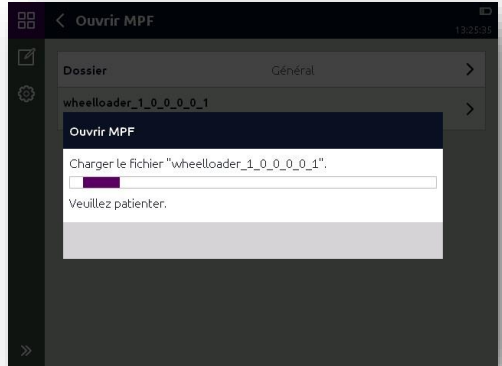 Ouvrir MPF
13:25:35
Dossier Général
wheelloader_1_0_0_0_0_1
Ouvrir MPF
Charger le fichier "wheelloader_1_0_0_0_0_1".
Veuillez patienter.